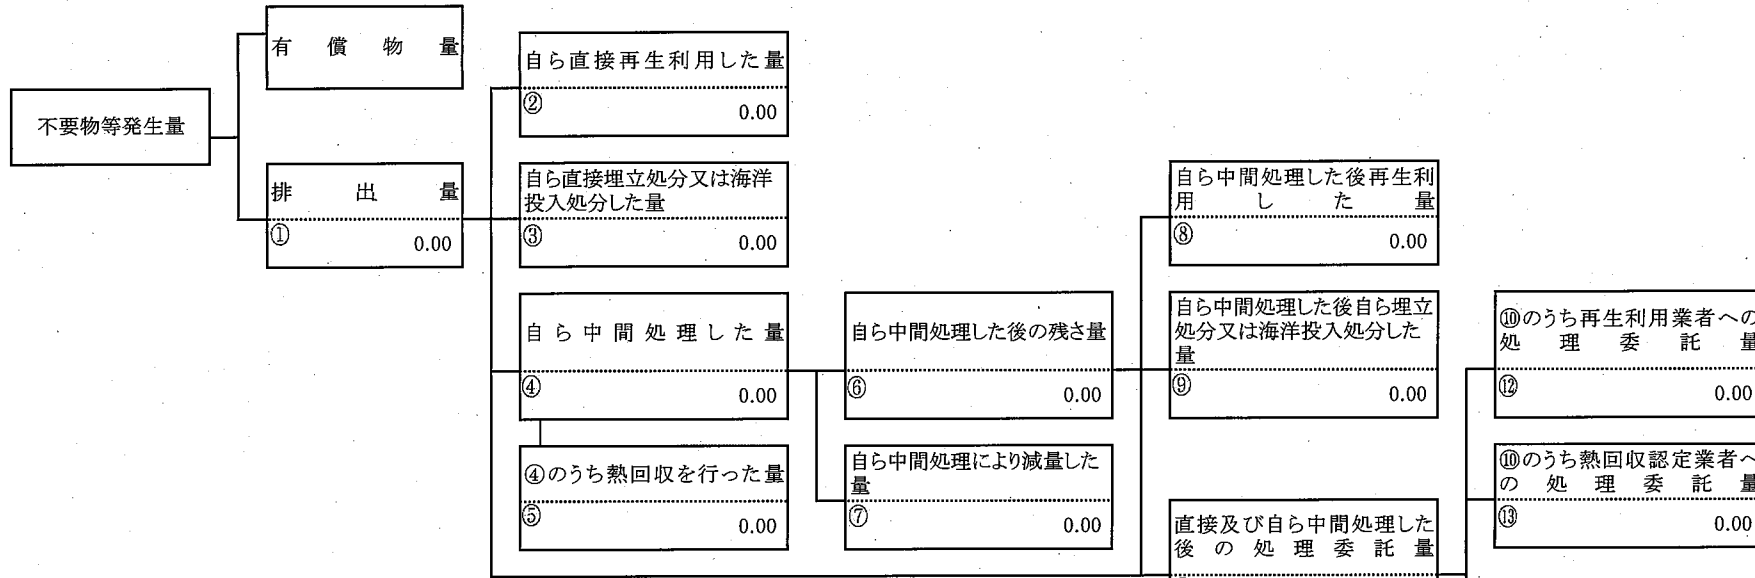 有償物量
不要物等発生量
排出量
①
0.00
自ら直接再生利用した量
②
0.00
自ら直接埋立処分又は海洋
投入処分した量
③
0.00
自ら中間処理した量
④
0.00
④のうち熱回収を行った量
⑤
0.00
自ら中間処理した後の残さ量
⑥
0.00
自ら中間処理により減量した
量
⑦
0.00
自ら中間処理した後再生利
用した量
⑧
0.00
自ら中間処理した後自ら埋立
処分又は海洋投入処分した
量
⑨
0.00
直接及び自ら中間処理した
後の処理委託量
⑩のうち再生利用業者への
処理委託量
⑫
0.00
⑩のうち熱回収認定業者へ
の処理委託量
⑬
0.00